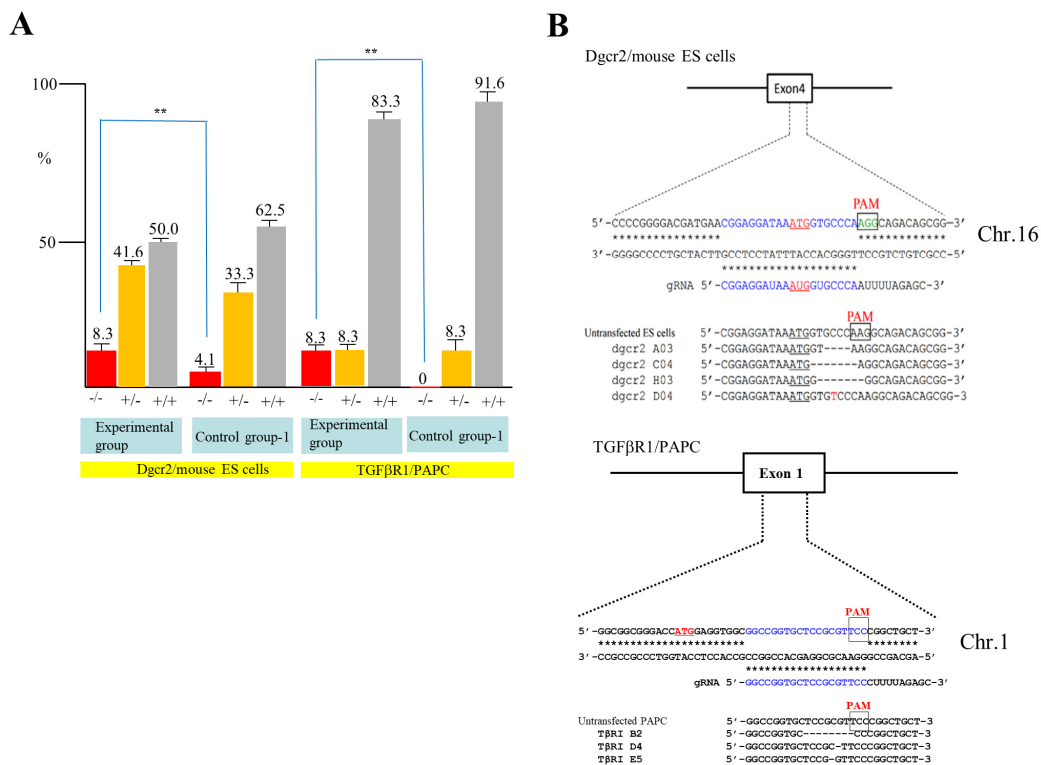 A
**
**
100
%
50
8.3
41.6
50.0
4.1
33.3
62.5
8.3
8.3
83.3
0
8.3
91.6
-/-
+/-
+/+
-/-
+/-
+/+
-/-
+/-
+/+
-/-
+/-
+/+
Experimental group
Control group-1
Experimental group
Control group-1
Dgcr2/mouse ES cells
TGFβR1/PAPC
B
Dgcr2/mouse ES cells
Exon4
PAM
5′-CCCCGGGGACGATGAACGGAGGATAAATGGTGCCCAAGGCAGACAGCGG-3′
Chr.16
3′-GGGGCCCCTGCTACTTGCCTCCTATTTACCACGGGTTCCGTCTGTCGCC-5′
gRNA 5′-CGGAGGAUAAAUGGUGCCCAAUUUUAGAGC-3′
PAM
Untransfected ES cells 5′-CGGAGGATAAATGGTGCCCAAGGCAGACAGCGG-3′
dgcr2 A03 5′-CGGAGGATAAATGGT----AAGGCAGACAGCGG-3′
dgcr2 C04 5′-CGGAGGATAAATG------GGCAGACAGCGG-3′
dgcr2 H03 5′-CGGAGGATAAATGG-----GGCAGACAGCGG-3′
dgcr2 D04 5′-CGGAGGATAAATGGTGTCCCAAGGCAGACAGCGG-3
TGFβR1/PAPC
Exon 1
PAM
5′-GGCGGCGGGACCATGGAGGTGGCGGCCGGTGCTCCGCGTTCCCGGCTGCT-3′
Chr.1
3′-CCGCCGCCCTGGTACCTCCACCGCCGGCCACGAGGCGCAAGGGCCGACGA-5′
gRNA 5′-GGCCGGTGCTCCGCGTTCCCUUUUAGAGC-3′
PAM
Untransfected PAPC 5′-GGCCGGTGCTCCGCGTTCCCGGCTGCT-3
TβRI B2 5′-GGCCGGTGC--------CCCGGCTGCT-3
TβRI D4 5′-GGCCGGTGCTCCGC-TTCCCGGCTGCT-3
TβRI E5 5′-GGCCGGTGCTCCG-GTTCCCGGCTGCT-3